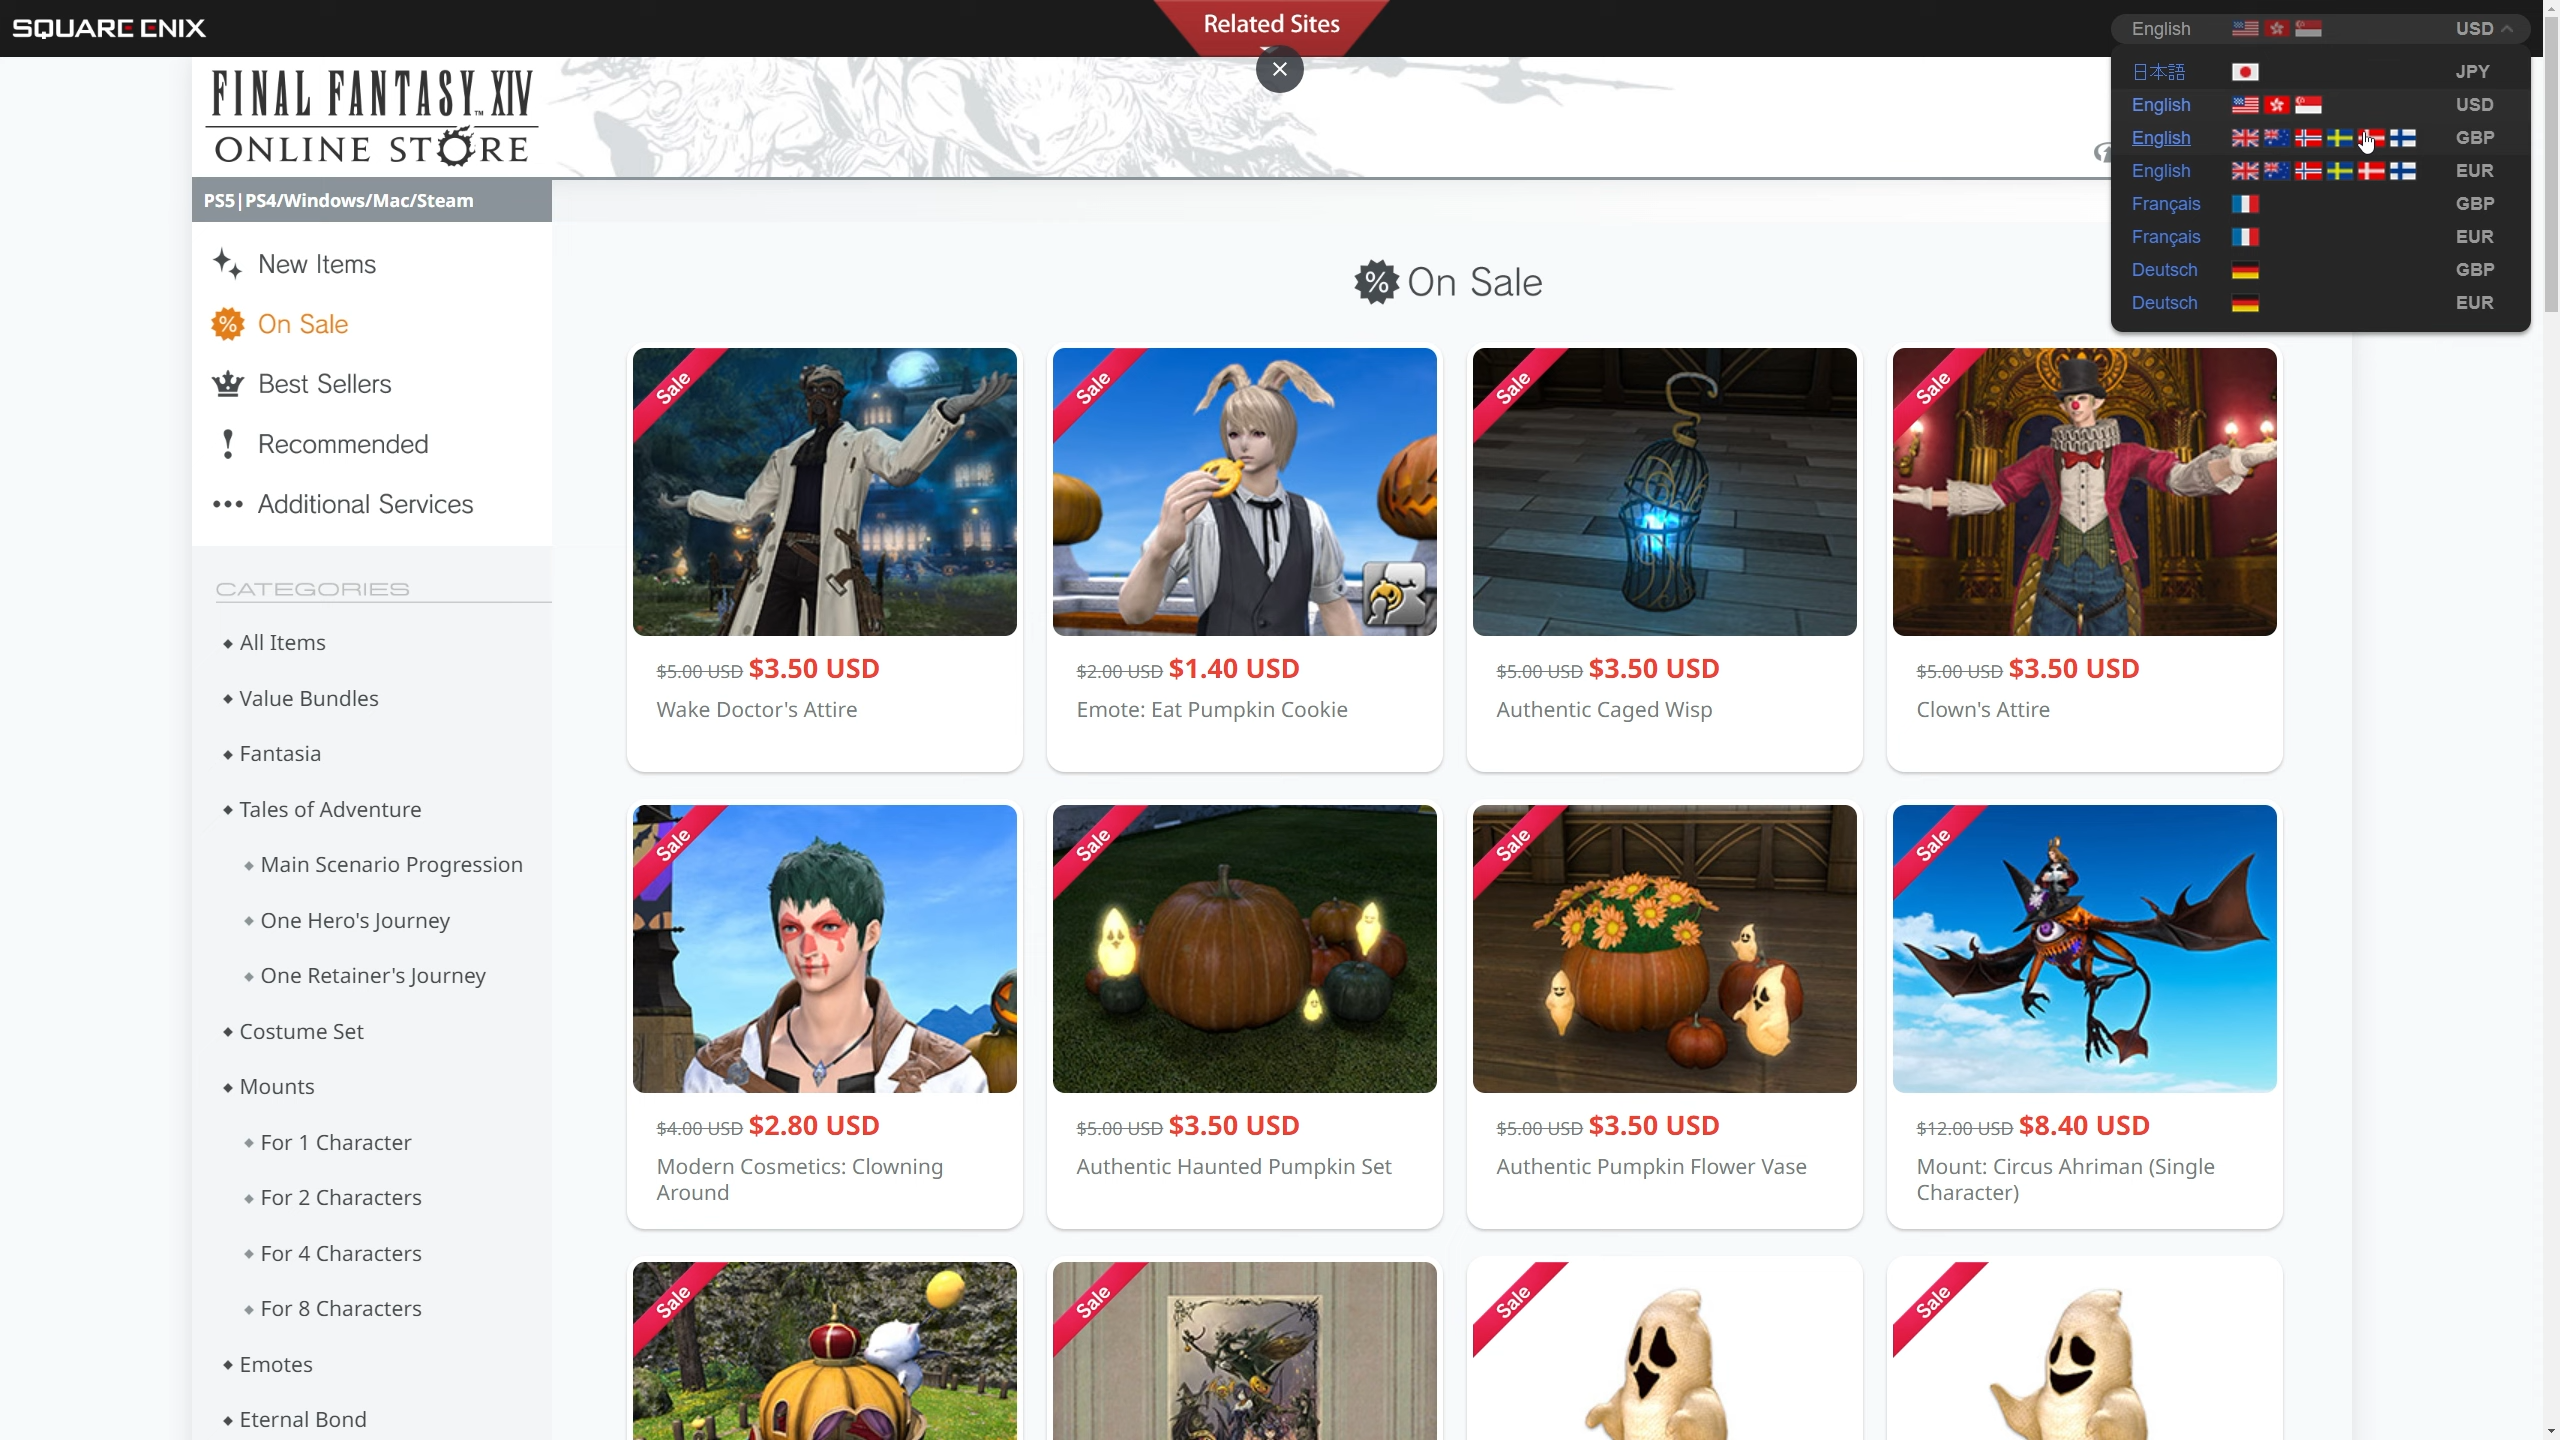 SQUARE ENIX
Related Sites
English USD
日本語 JPY
English USD
English GBP
English EUR
Français GBP
Français EUR
Deutsch GBP
Deutsch EUR
FINAL FANTASY XIV
ONLINE STORE
PS5|PS4/Windows/Mac/Steam
New Items
On Sale
Best Sellers
Recommended
Additional Services
CATEGORIES
All Items
Value Bundles
Fantasia
Tales of Adventure
Main Scenario Progression
One Hero's Journey
One Retainer's Journey
Costume Set
Mounts
For 1 Character
For 2 Characters
For 4 Characters
For 8 Characters
Emotes
Eternal Bond
On Sale
Sale
$5.00 USD $3.50 USD
Wake Doctor's Attire
Sale
$2.00 USD $1.40 USD
Emote: Eat Pumpkin Cookie
Sale
$5.00 USD $3.50 USD
Authentic Caged Wisp
Sale
$5.00 USD $3.50 USD
Clown's Attire
Sale
$4.00 USD $2.80 USD
Modern Cosmetics: Clowning
Around
Sale
$5.00 USD $3.50 USD
Authentic Haunted Pumpkin Set
Sale
$5.00 USD $3.50 USD
Authentic Pumpkin Flower Vase
Sale
$12.00 USD $8.40 USD
Mount: Circus Ahriman (Single
Character)
Sale
Sale
Sale
Sale